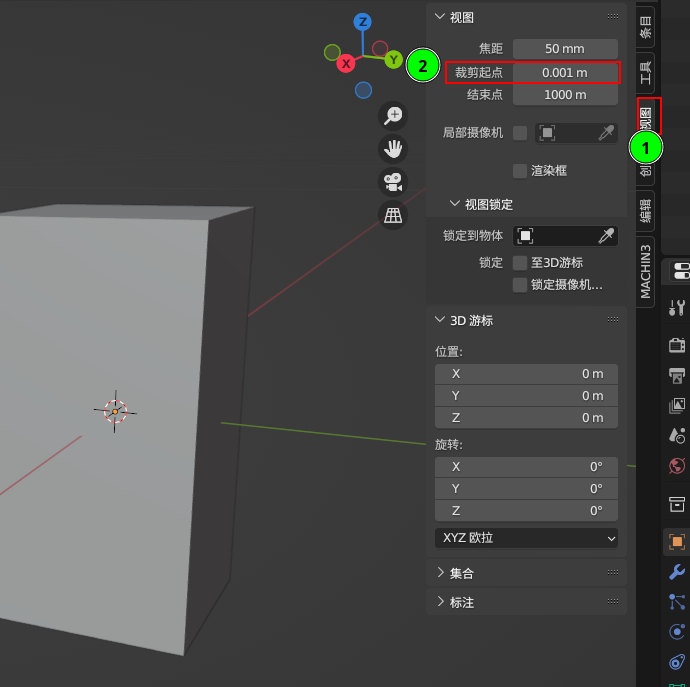 视图
焦距 50 mm
裁剪起点 0.001 m
结束点 1000 m
局部摄像机
渲染框
视图锁定
锁定到物体
锁定 至3D游标
锁定摄像机...
3D 游标
位置:
X 0 m
Y 0 m
Z 0 m
旋转:
X 0°
Y 0°
Z 0°
XYZ 欧拉
集合
标注
条目
工具
视图
创
编辑
MACHIN3
Z
X
Y
2
1